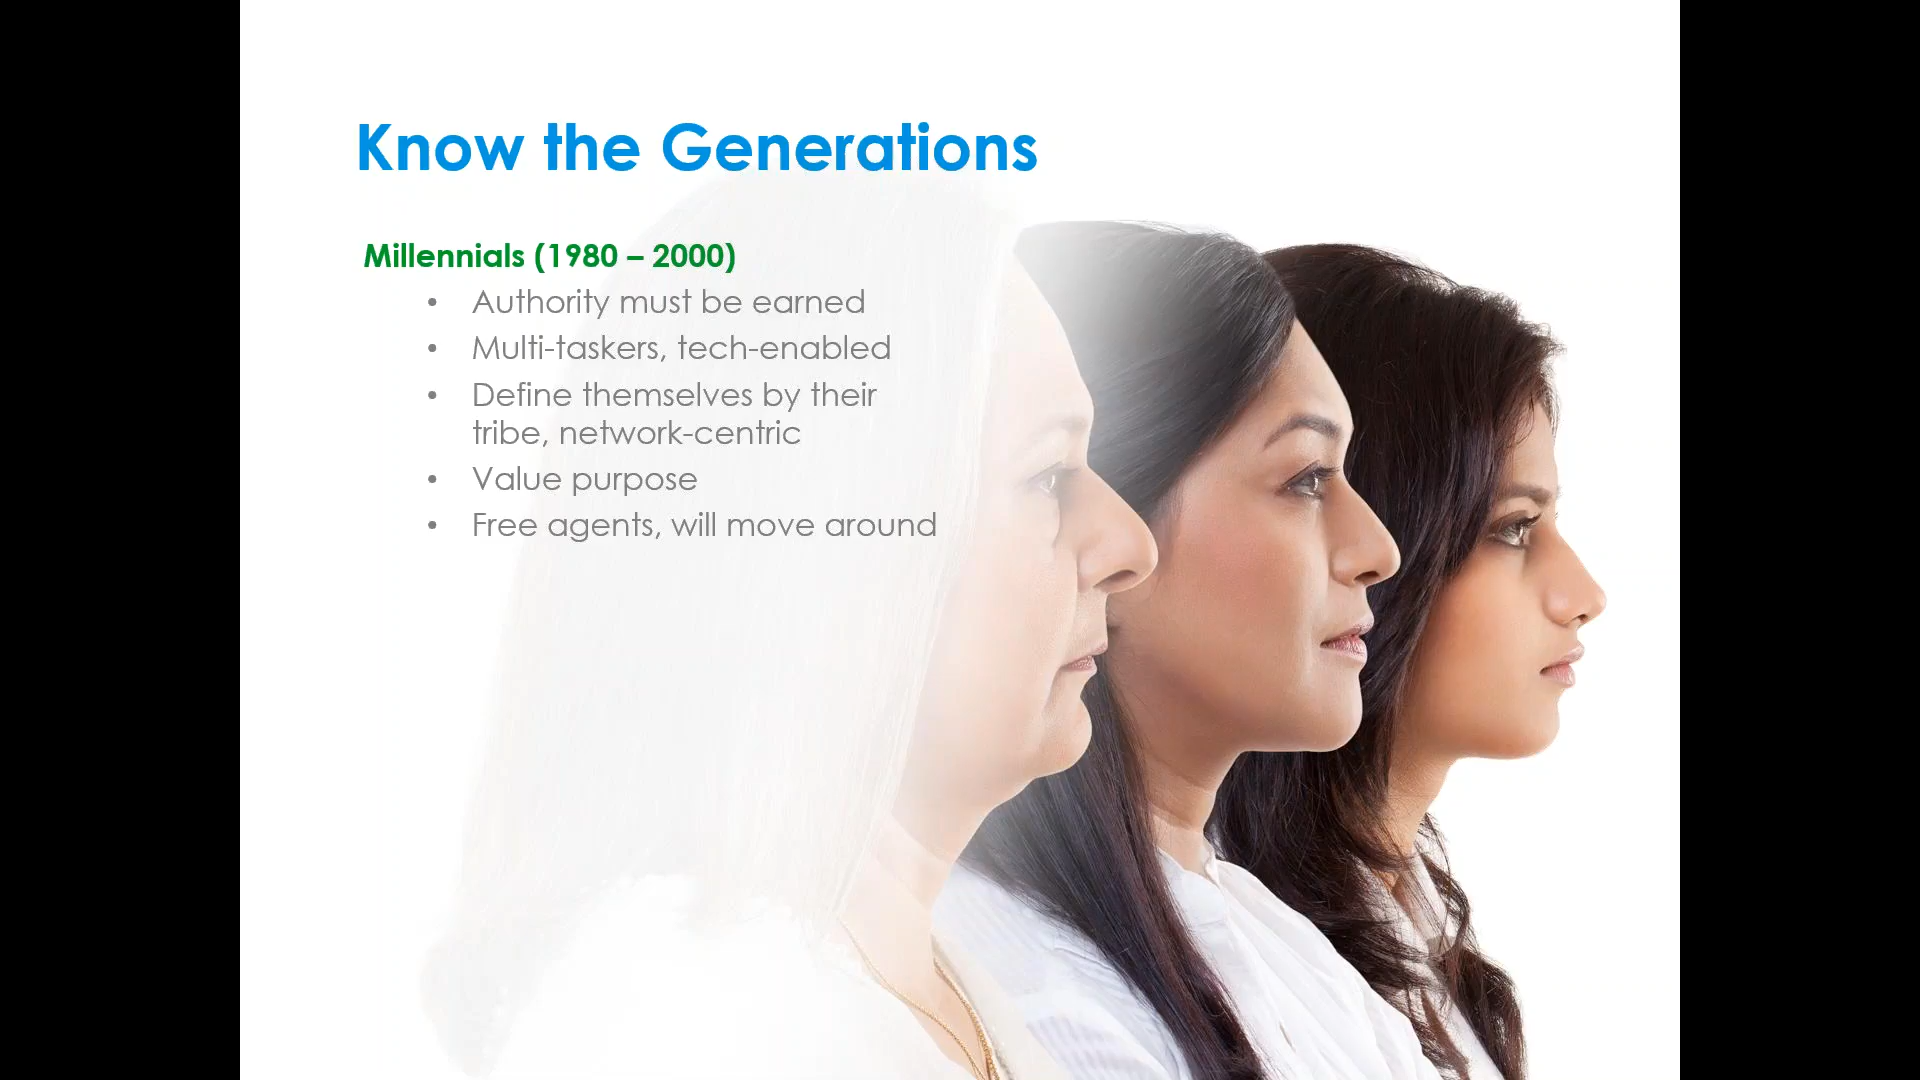 Know the Generations
Millennials (1980 – 2000)
• Authority must be earned
• Multi-taskers, tech-enabled
• Define themselves by their
tribe, network-centric
• Value purpose
• Free agents, will move around